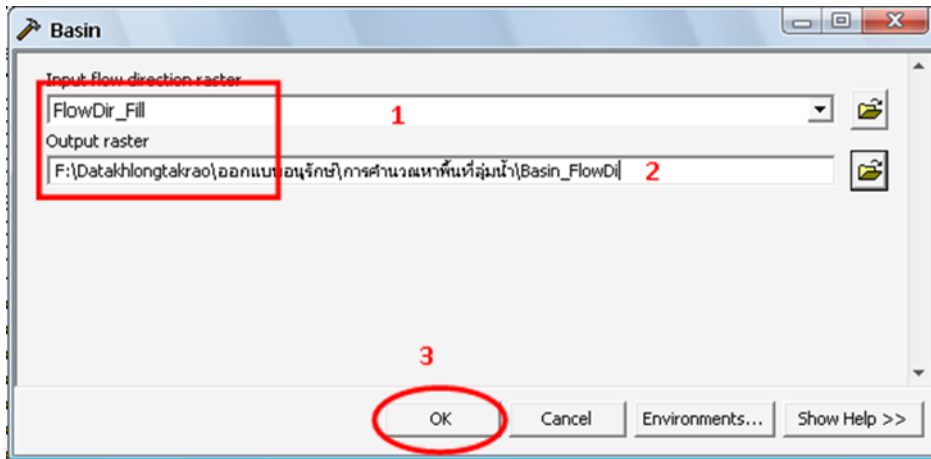 Basin
Input flow direction raster
FlowDir_Fill
1
Output raster
F:\Datakhlongtakrao\ออกแบบอนุรักษ์\การคำนวณหาพื้นที่ลุ่มน้ำ\Basin_FlowDi
2
3
OK Cancel Environments... Show Help >>